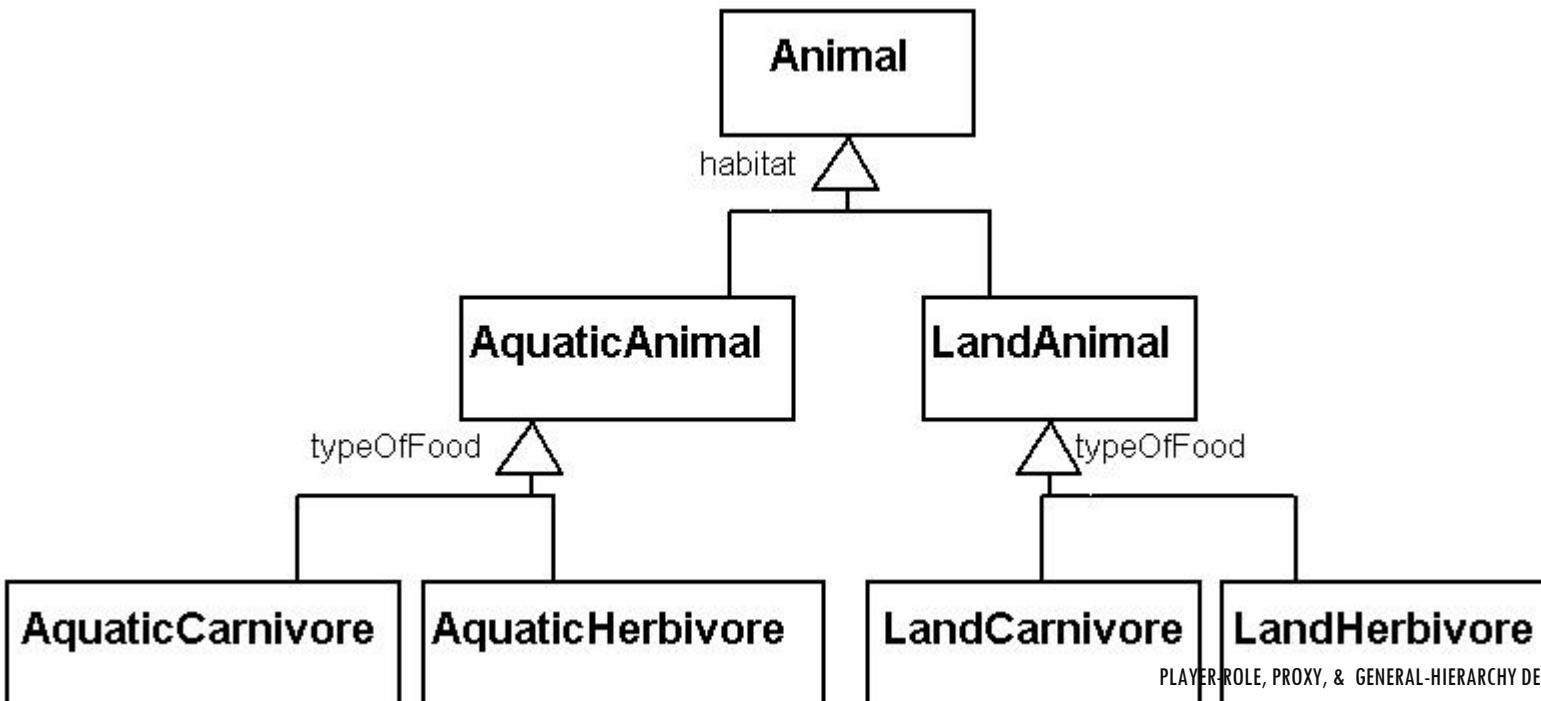 Animal
habitat
AquaticAnimal
LandAnimal
typeOfFood
typeOfFood
AquaticCarnivore
AquaticHerbivore
LandCarnivore
LandHerbivore
PLAYER-ROLE, PROXY, & GENERAL-HIERARCHY DE